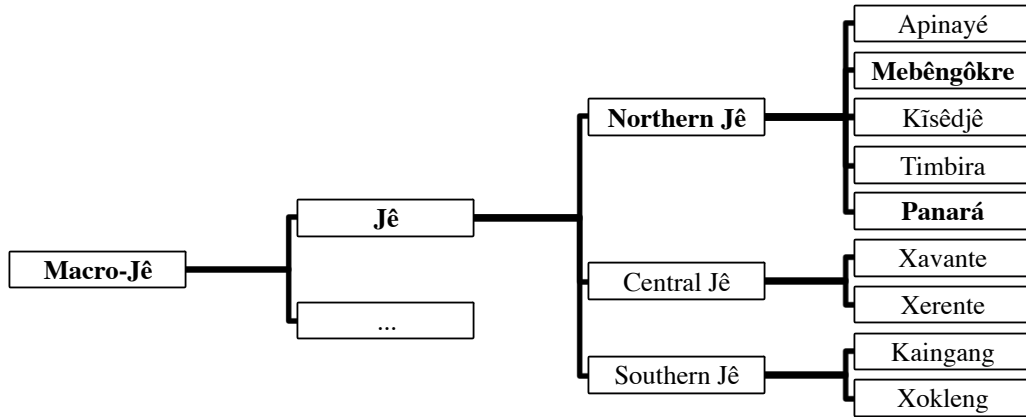 Apinayé
Mebêngôkre
Northern Jê
Kĩsêdjê
Timbira
Jê
Panará
Macro-Jê
Xavante
Central Jê
Xerente
...
Kaingang
Southern Jê
Xokleng